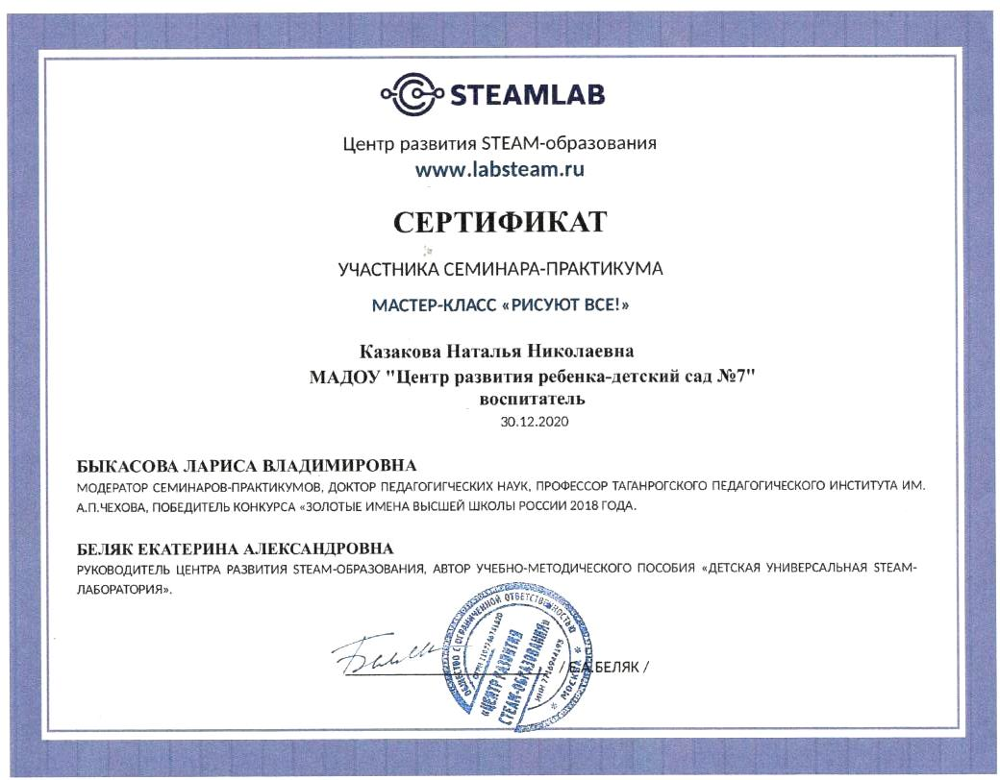 STEAMLAB
Центр развития STEAM-образования
www.labsteam.ru
СЕРТИФИКАТ
УЧАСТНИКА СЕМИНАРА-ПРАКТИКУМА
МАСТЕР-КЛАСС «РИСУЮТ ВСЕ!»
Казакова Наталья Николаевна
МАДОУ "Центр развития ребенка-детский сад №7"
воспитатель
30.12.2020
БЫКАСОВА ЛАРИСА ВЛАДИМИРОВНА
МОДЕРАТОР СЕМИНАРОВ-ПРАКТИКУМОВ, ДОКТОР ПЕДАГОГИГЧЕСКИХ НАУК, ПРОФЕССОР ТАГАНРОГСКОГО ПЕДАГОГИЧЕСКОГО ИНСТИТУТА ИМ.
А.П.ЧЕХОВА, ПОБЕДИТЕЛЬ КОНКУРСА «ЗОЛОТЫЕ ИМЕНА ВЫСШЕЙ ШКОЛЫ РОССИИ 2018 ГОДА.
БЕЛЯК ЕКАТЕРИНА АЛЕКСАНДРОВНА
РУКОВОДИТЕЛЬ ЦЕНТРА РАЗВИТИЯ STEAM-ОБРАЗОВАНИЯ, АВТОР УЧЕБНО-МЕТОДИЧЕСКОГО ПОСОБИЯ «ДЕТСКАЯ УНИВЕРСАЛЬНАЯ STEAM-
ЛАБОРАТОРИЯ».
ОБЩЕСТВО С ОГРАНИЧЕННОЙ ОТВЕТСТВЕННОСТЬЮ
«ЦЕНТР РАЗВИТИЯ
СТЕАМ-ОБРАЗОВАНИЯ»
* МОСКВА *
/ Е.А.БЕЛЯК /